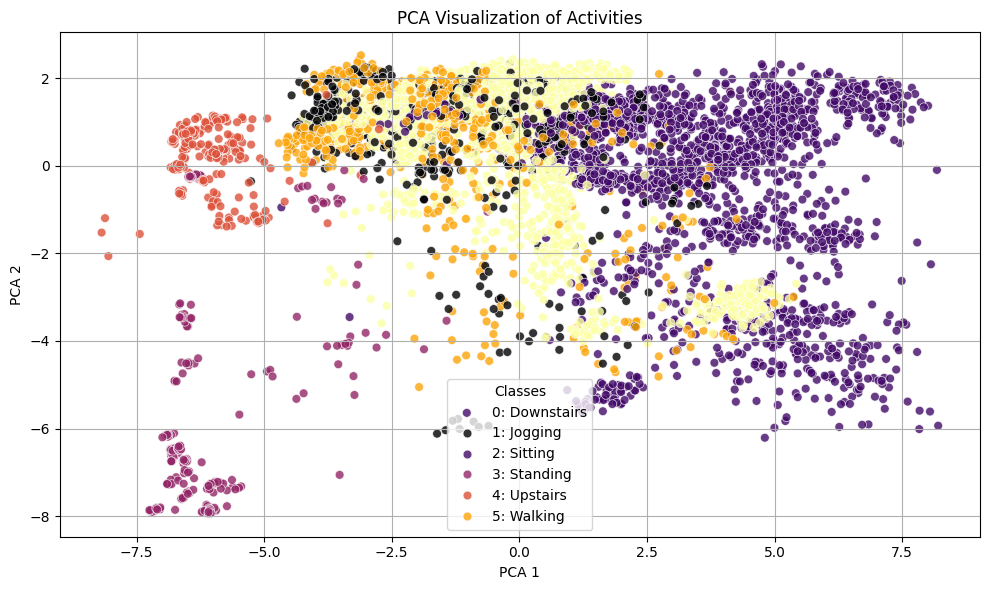 PCA Visualization of Activities
PCA 2
2
0
−2
−4
−6
−8
Classes
0: Downstairs
1: Jogging
2: Sitting
3: Standing
4: Upstairs
5: Walking
−7.5 −5.0 −2.5 0.0 2.5 5.0 7.5
PCA 1